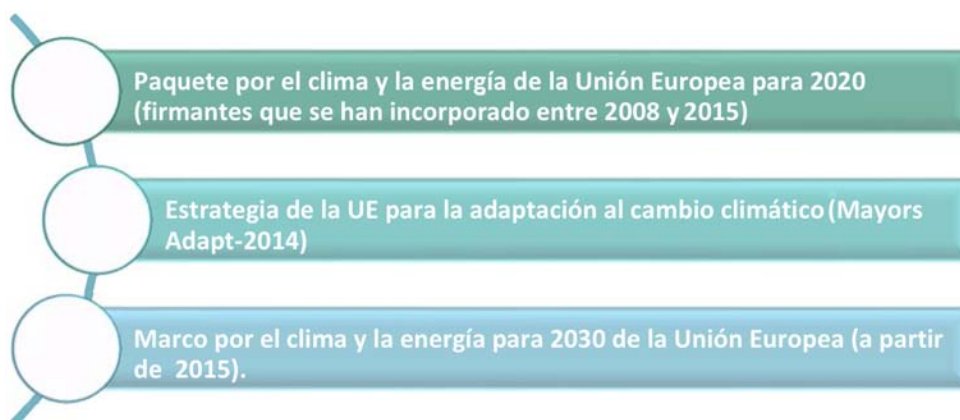 Paquete por el clima y la energía de la Unión Europea para 2020
(firmantes que se han incorporado entre 2008 y 2015)
Estrategia de la UE para la adaptación al cambio climático (Mayors
Adapt-2014)
Marco por el clima y la energía para 2030 de la Unión Europea (a partir
de 2015).